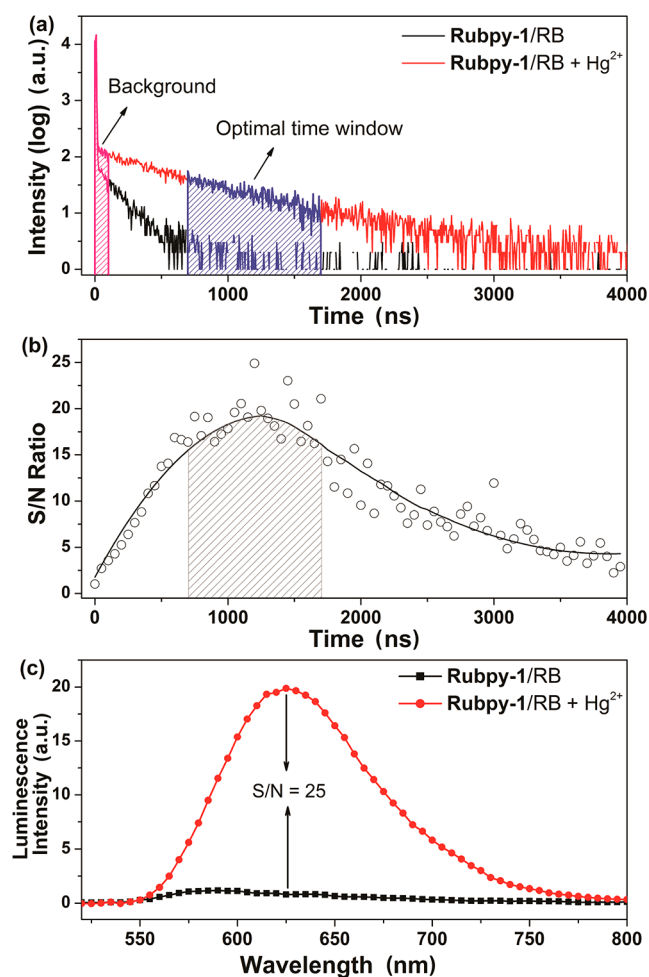 (a)
Rubpy-1/RB
Rubpy-1/RB + Hg²⁺
Background
Optimal time window
Intensity (log) (a.u.)
4
3
2
1
0
0 1000 2000 3000 4000
Time (ns)
(b)
S/N Ratio
25
20
15
10
5
0
0 1000 2000 3000 4000
Time (ns)
(c)
Rubpy-1/RB
Rubpy-1/RB + Hg²⁺
S/N = 25
Luminescence
Intensity (a.u.)
20
15
10
5
0
550 600 650 700 750 800
Wavelength (nm)